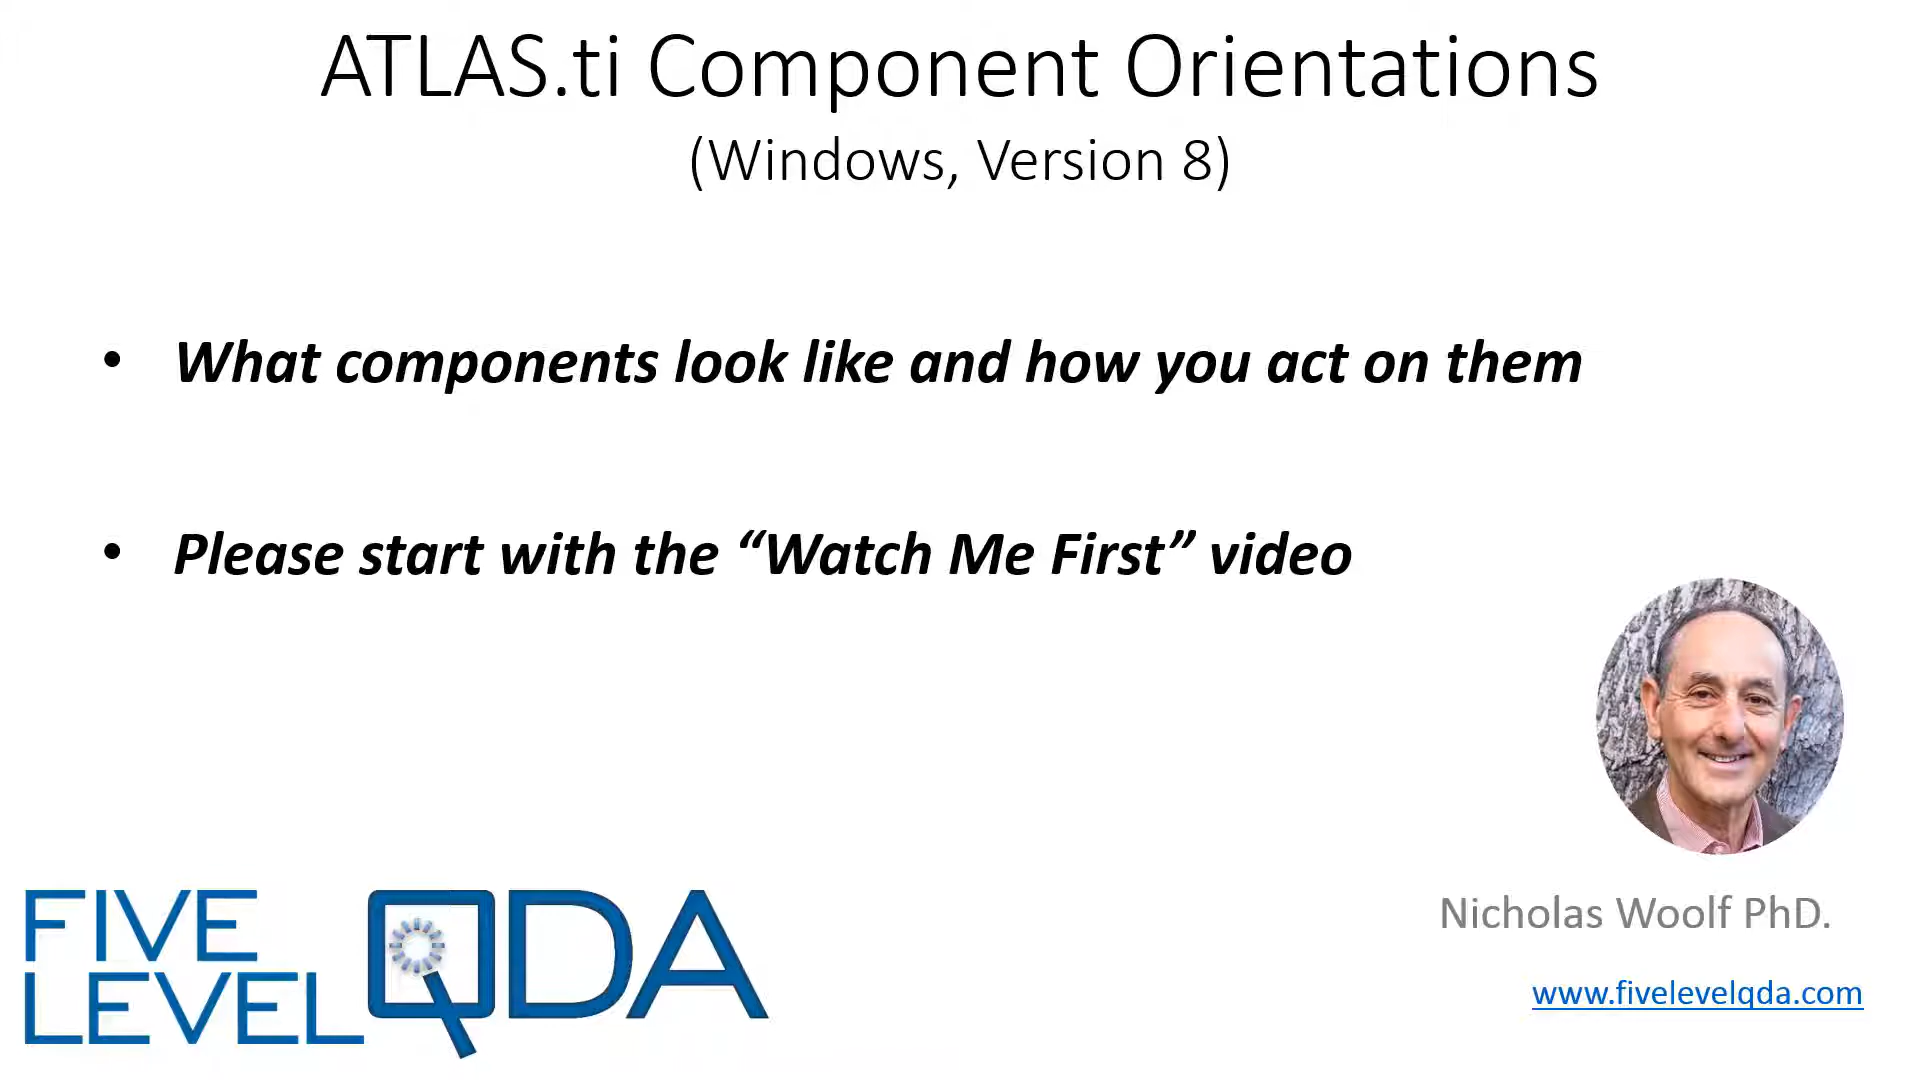 ATLAS.ti Component Orientations
(Windows, Version 8)
• What components look like and how you act on them
• Please start with the “Watch Me First” video
FIVE
LEVEL QDA
Nicholas Woolf PhD.
www.fivelevelqda.com